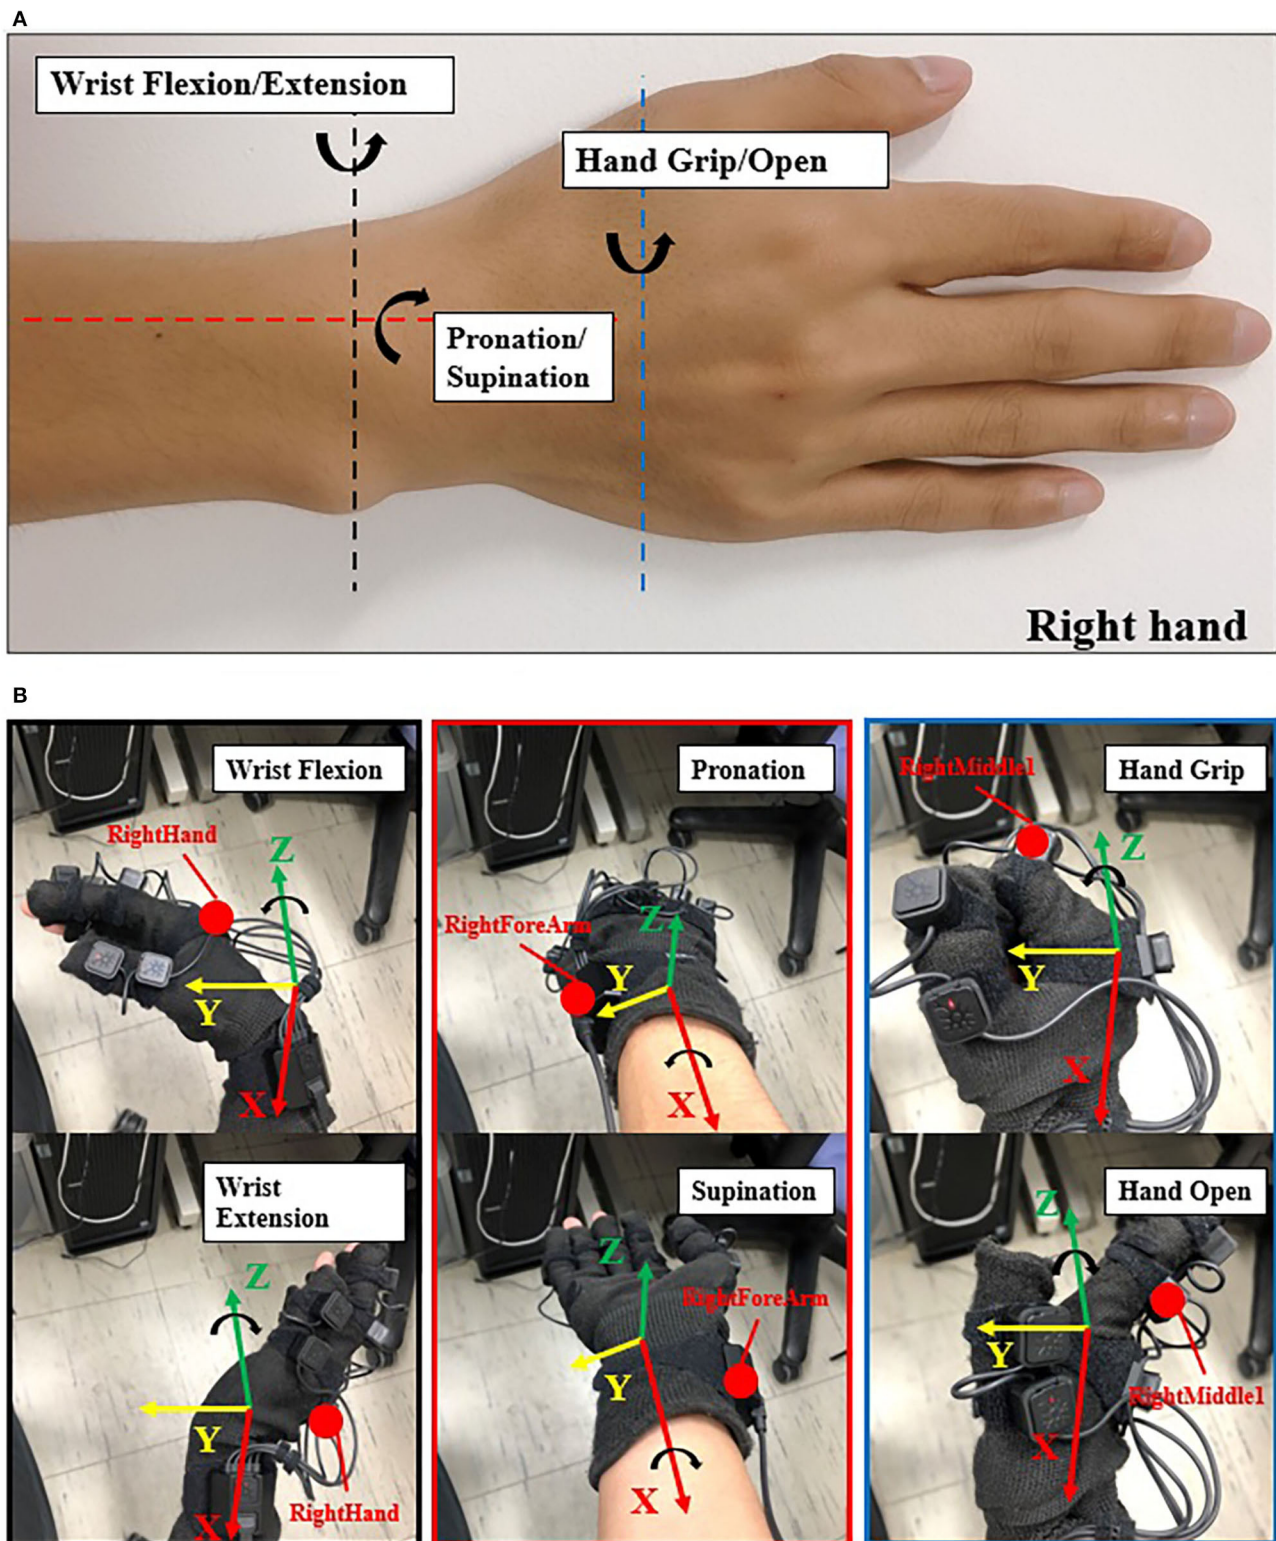 A
Wrist Flexion/Extension
Hand Grip/Open
Pronation/
Supination
Right hand
B
Wrist Flexion
RightHand
Z
Y
X
Pronation
RightForeArm
Z
Y
X
Hand Grip
RightMiddle1
Z
Y
X
Wrist
Extension
Z
Y
X
RightHand
Supination
Z
RightForeArm
Y
X
Hand Open
Z
Y
RightMiddle1
X